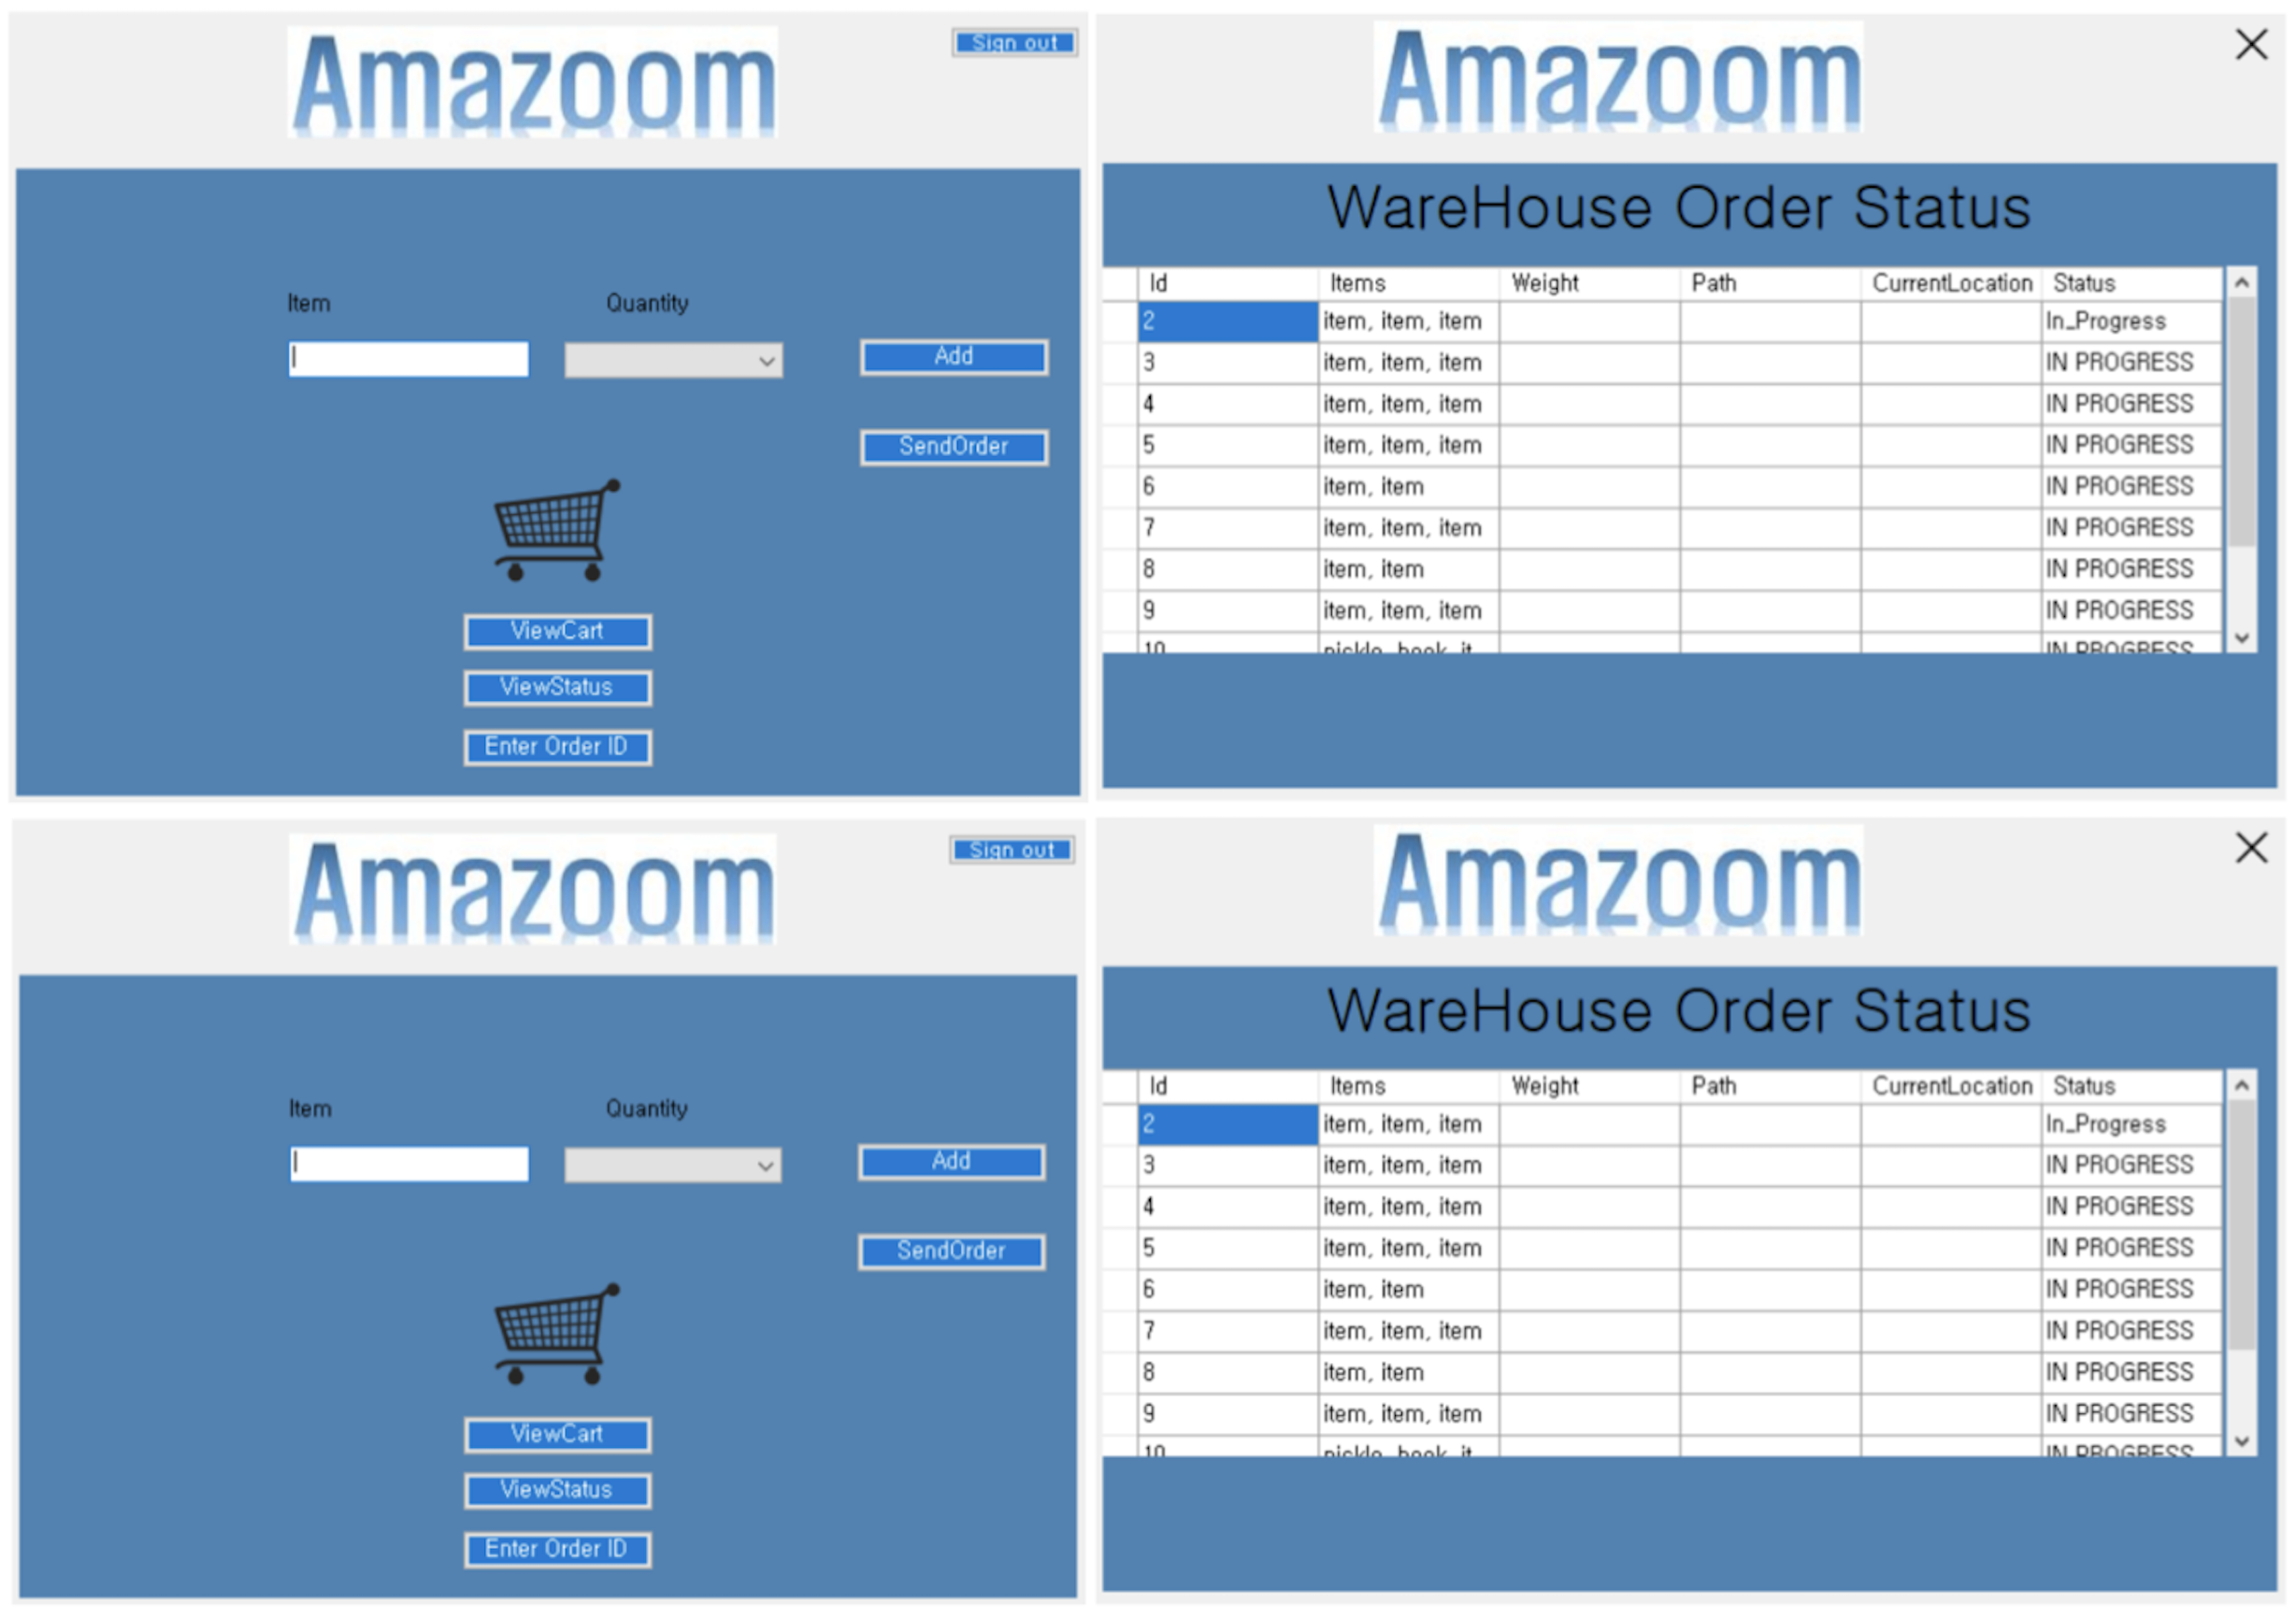 Amazoom
Sign out
Item
Quantity
Add
SendOrder
ViewCart
ViewStatus
Enter Order ID
Amazoom
WareHouse Order Status
Id Items Weight Path CurrentLocation Status
2 item, item, item In_Progress
3 item, item, item IN PROGRESS
4 item, item, item IN PROGRESS
5 item, item, item IN PROGRESS
6 item, item IN PROGRESS
7 item, item, item IN PROGRESS
8 item, item IN PROGRESS
9 item, item, item IN PROGRESS
10 IN PROGRESS
Amazoom
Sign out
Item
Quantity
Add
SendOrder
ViewCart
ViewStatus
Enter Order ID
Amazoom
WareHouse Order Status
Id Items Weight Path CurrentLocation Status
2 item, item, item In_Progress
3 item, item, item IN PROGRESS
4 item, item, item IN PROGRESS
5 item, item, item IN PROGRESS
6 item, item IN PROGRESS
7 item, item, item IN PROGRESS
8 item, item IN PROGRESS
9 item, item, item IN PROGRESS
10 IN PROGRESS